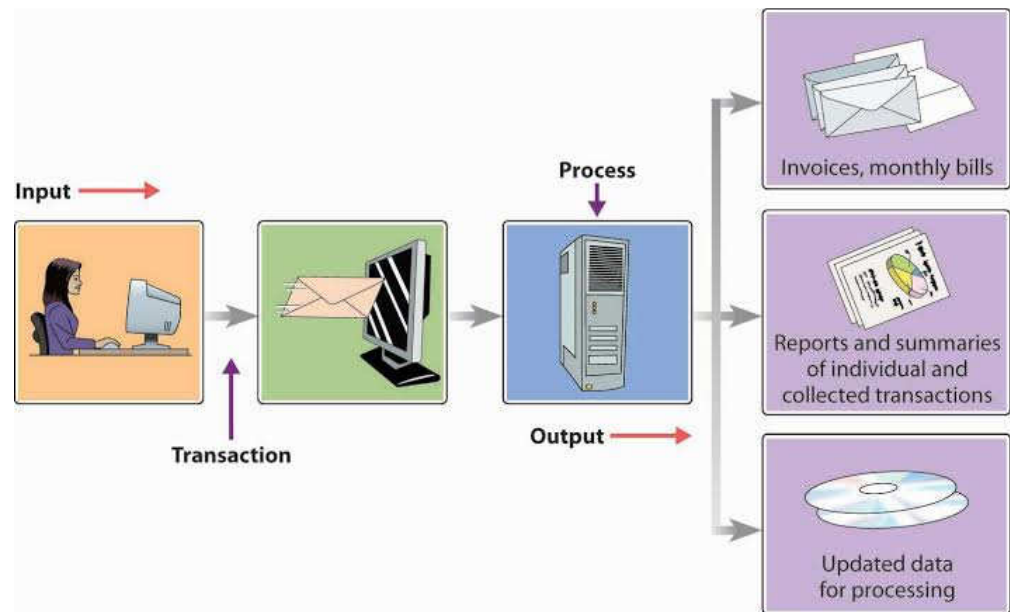 Input
Transaction
Process
Output
Invoices, monthly bills
Reports and summaries
of individual and
collected transactions
Updated data
for processing